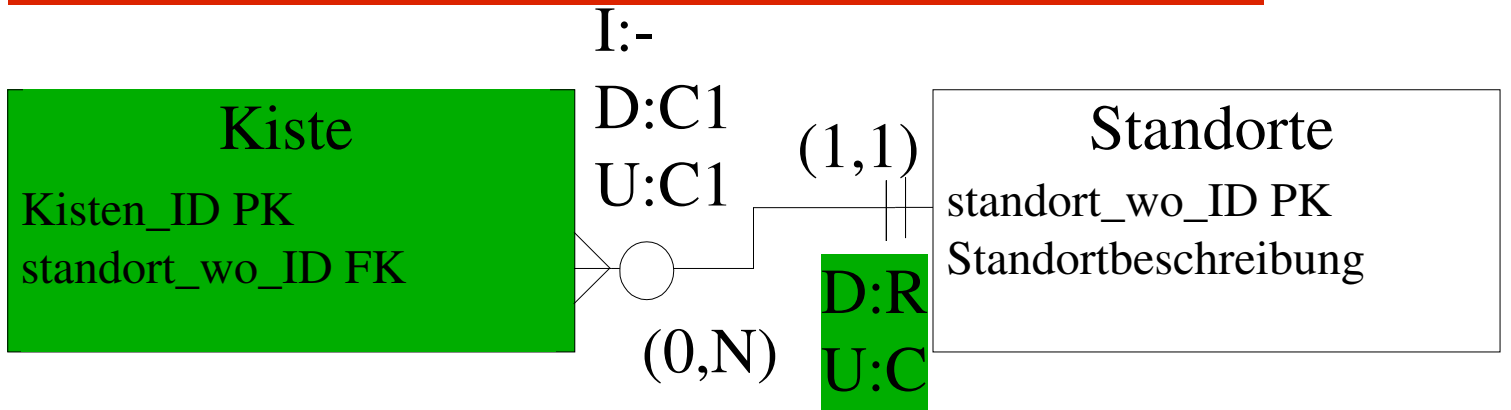 I:-
D:C1
U:C1
Kiste
Kisten_ID PK
standort_wo_ID FK
(0,N)
(1,1)
D:R
U:C
Standorte
standort_wo_ID PK
Standortbeschreibung